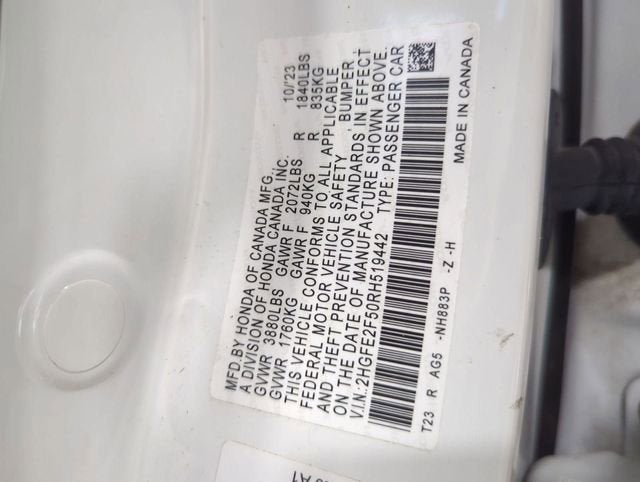 MFD.BY HONDA OF CANADA MFG., 10/'23
A DIVISION OF HONDA CANADA INC.
GVWR 3880LBS GAWR F 2072LBS R 1840LBS
GVWR 1760KG GAWR F 940KG R 835KG
THIS VEHICLE CONFORMS TO ALL APPLICABLE
FEDERAL MOTOR VEHICLE SAFETY BUMPER
AND THEFT PREVENTION STANDARDS IN EFFECT
ON THE DATE OF MANUFACTURE SHOWN ABOVE.
V.I.N.:2HGFE2F50RH519442 TYPE: PASSENGER CAR
T23 R AG5 -NH883P -Z -H
MADE IN CANADA
A1